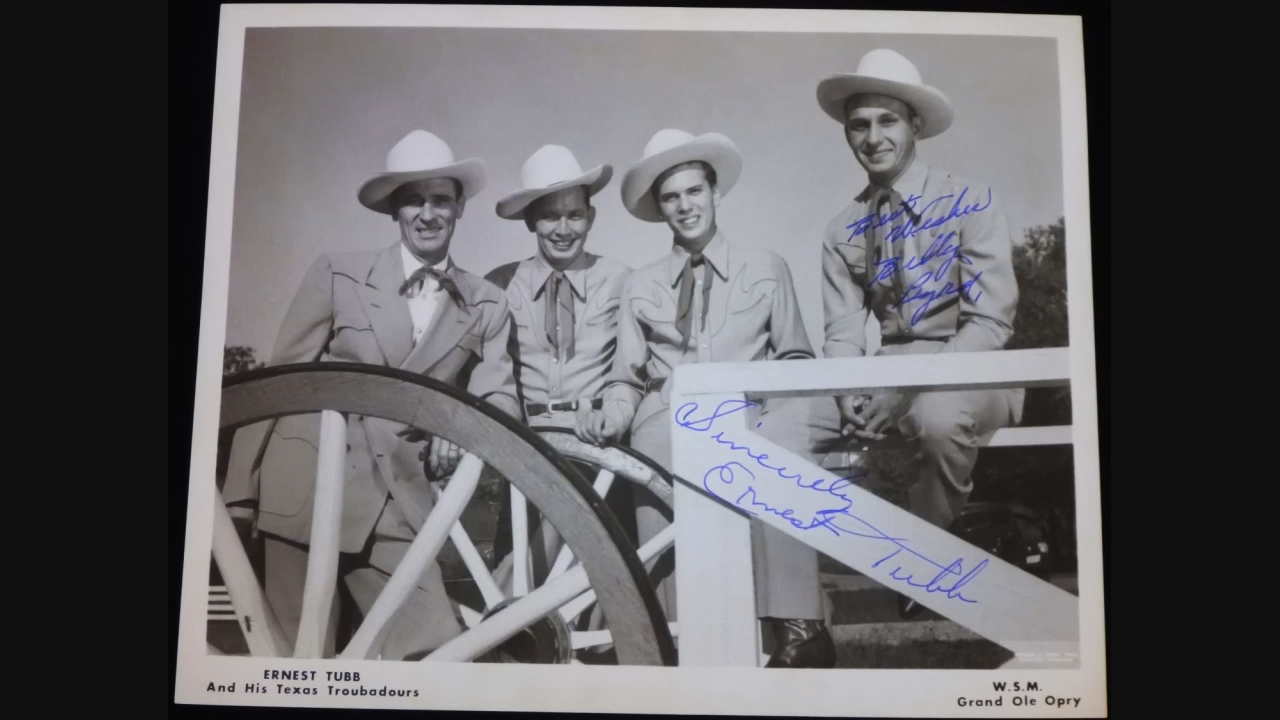 Best
Wishes
Billy
Byrd
Sincerely
Ernest Tubb
ERNEST TUBB
And His Texas Troubadours
W.S.M.
Grand Ole Opry